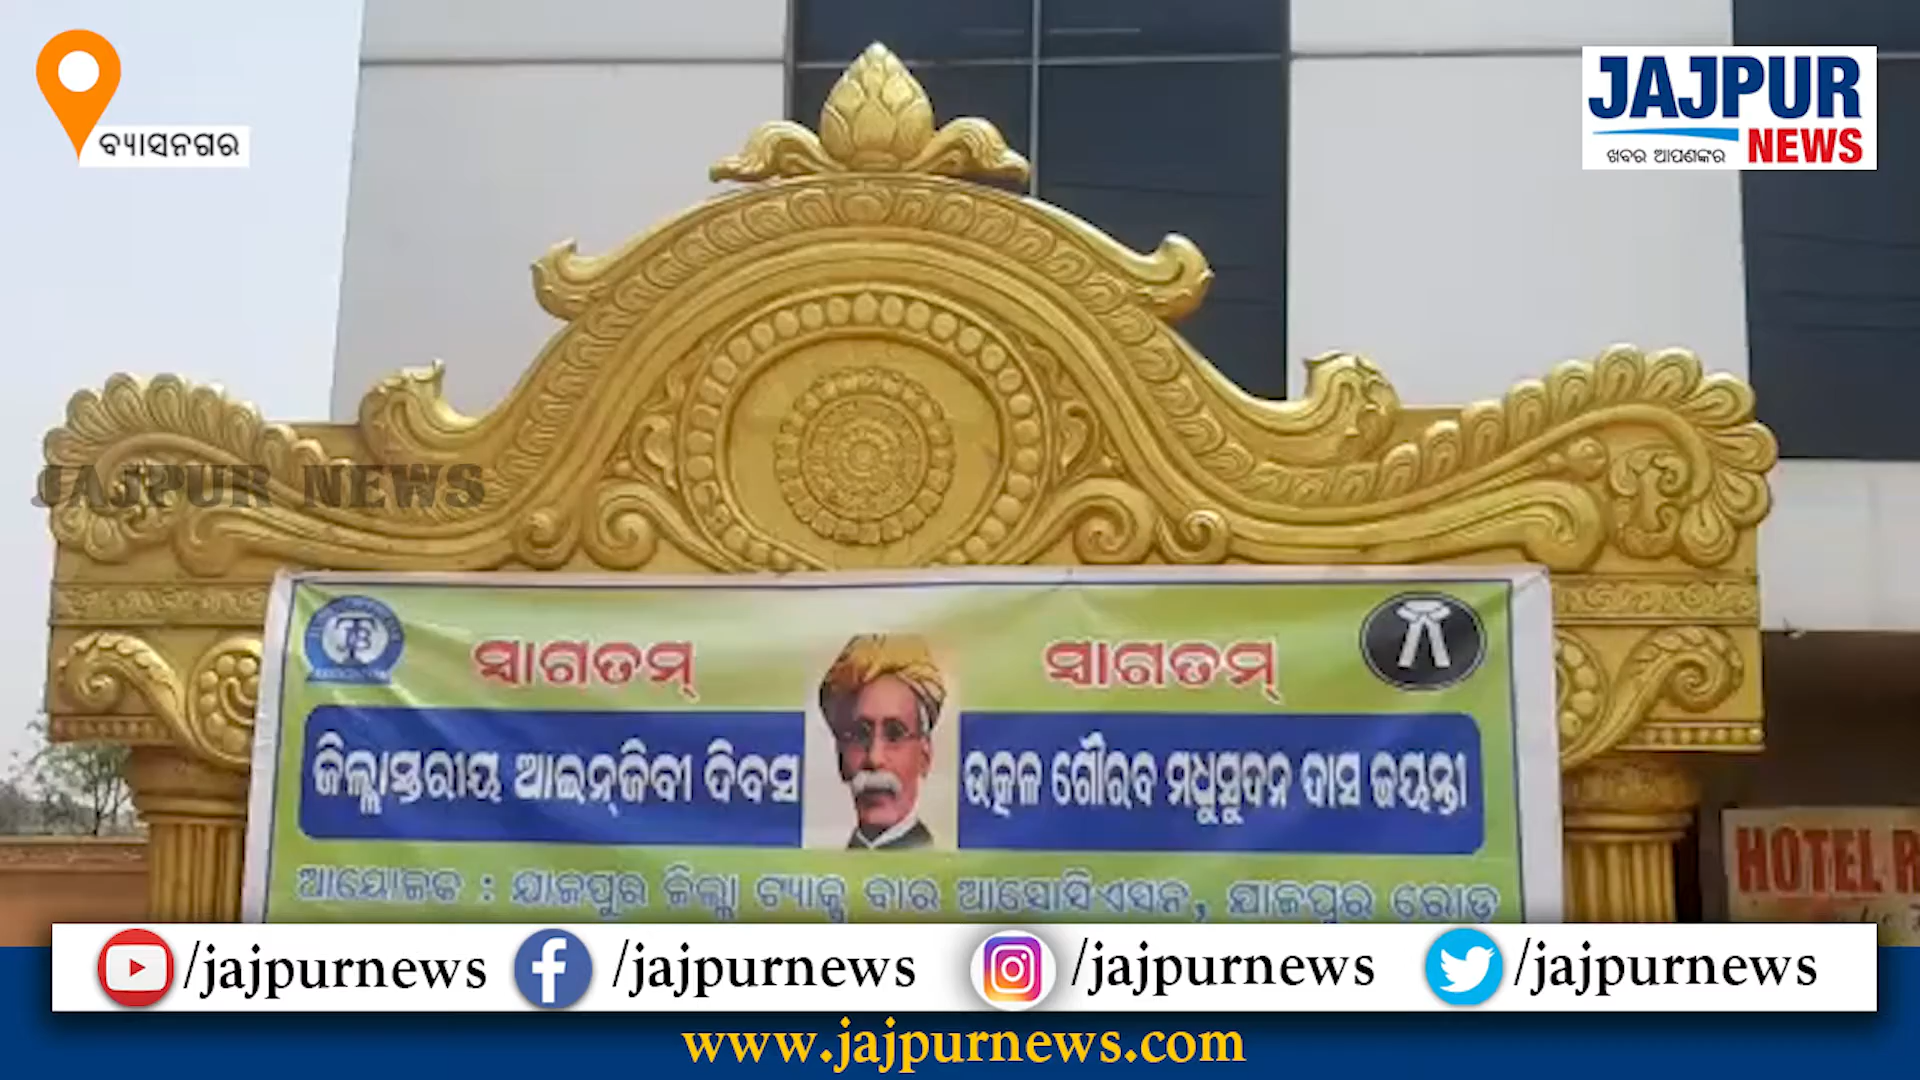 ବ୍ୟାସନଗର
JAJPUR
NEWS
ଖବର ଆପଣଙ୍କର
JAJPUR NEWS
ସ୍ୱାଗତମ୍ ସ୍ୱାଗତମ୍
ଜିଲ୍ଲାସ୍ତରୀୟ ଆଇନ୍‌ଜିବୀ ଦିବସ
ଉତ୍କଳ ଗୌରବ ମଧୁସୁଦନ ଦାସ ଜୟନ୍ତୀ
ଆୟୋଜକ : ଯାଜପୁର ଜିଲ୍ଲା ଟ୍ୟାକ୍ସ ବାର ଆସୋସିଏସନ, ଯାଜପୁର ରୋଡ଼
HOTEL
/jajpurnews /jajpurnews /jajpurnews /jajpurnews
www.jajpurnews.com